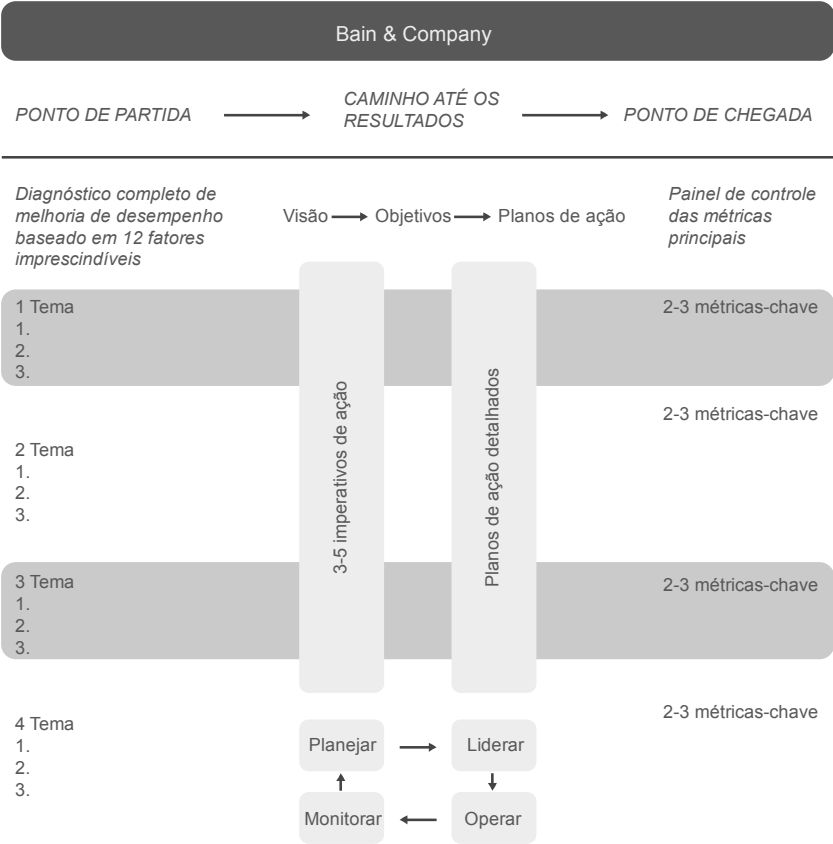 Bain & Company
PONTO DE PARTIDA
CAMINHO ATÉ OS
RESULTADOS
PONTO DE CHEGADA
Diagnóstico completo de
melhoria de desempenho
baseado em 12 fatores
imprescindíveis
Visão
Objetivos
Planos de ação
Painel de controle
das métricas
principais
1 Tema
1.
2.
3.
2-3 métricas-chave
2 Tema
1.
2.
3.
2-3 métricas-chave
3 Tema
1.
2.
3.
2-3 métricas-chave
4 Tema
1.
2.
3.
2-3 métricas-chave
3-5 imperativos de ação
Planos de ação detalhados
Planejar
Liderar
Monitorar
Operar